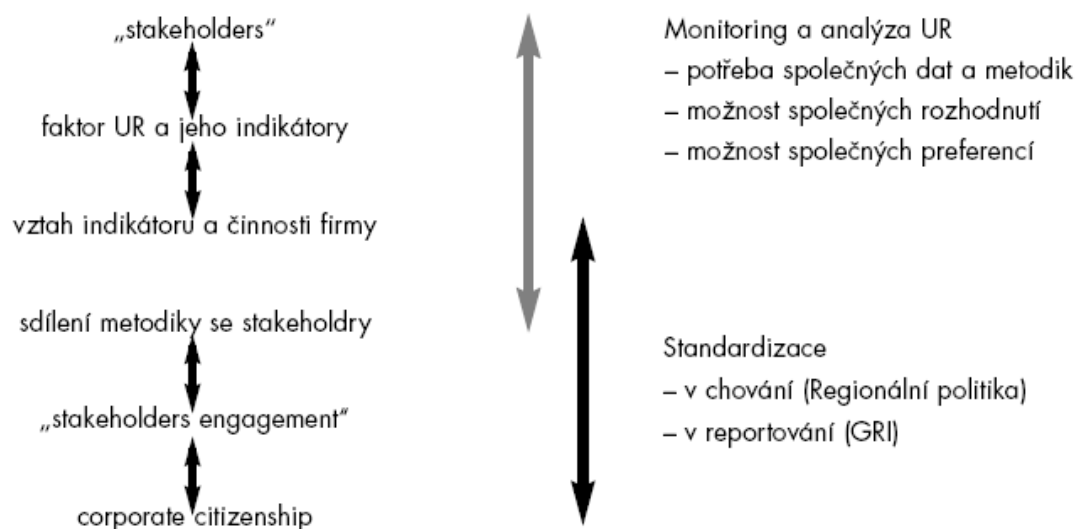 „stakeholders“
faktor UR a jeho indikátory
vztah indikátoru a činnosti firmy
sdílení metodiky se stakeholdry
„stakeholders engagement“
corporate citizenship
Monitoring a analýza UR
– potřeba společných dat a metodik
– možnost společných rozhodnutí
– možnost společných preferencí
Standardizace
– v chování (Regionální politika)
– v reportování (GRI)